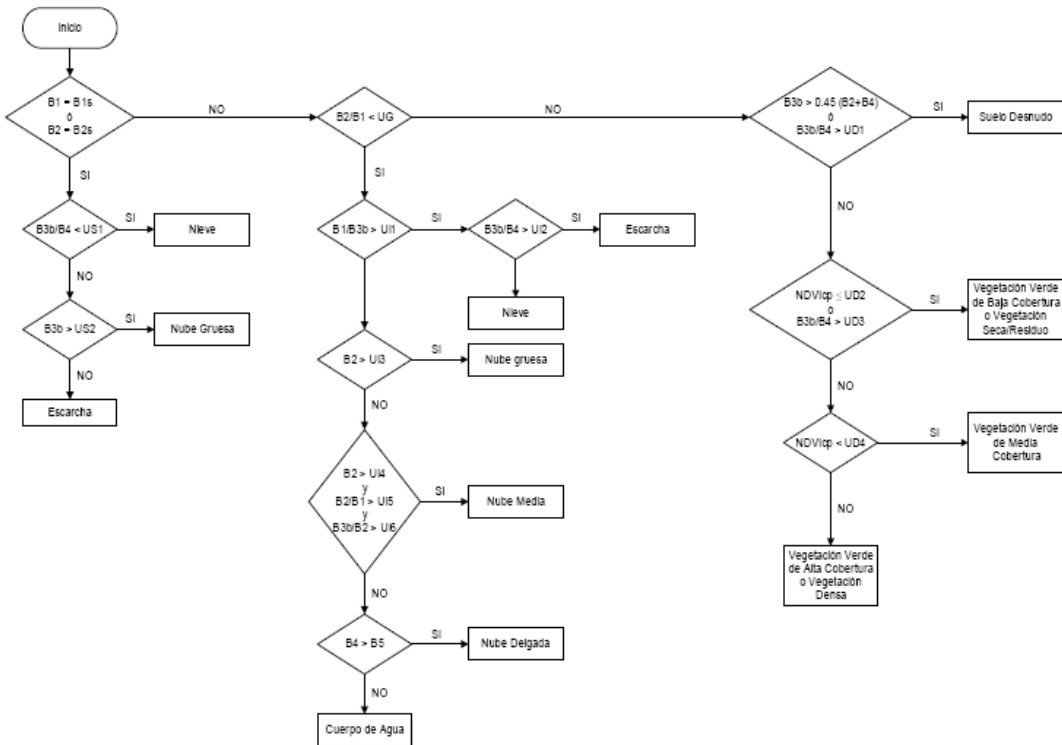 Inicio
B1 = B1s
o
B2 = B2s
NO
SI
B3b/B4 < US1
SI
Nieve
NO
B3b > US2
SI
Nube Gruesa
NO
Escarcha
B2/B1 < UG
NO
SI
B1/B3b > UI1
SI
B3b/B4 > UI2
SI
Escarcha
Nieve
B2 > UI3
SI
Nube gruesa
NO
B2 > UI4
y
B2/B1 > UI5
y
B3b/B2 > UI6
SI
Nube Media
NO
B4 > B5
SI
Nube Delgada
NO
Cuerpo de Agua
B3b > 0.45 (B2+B4)
o
B3b/B4 > UD1
SI
Suelo Desnudo
NO
NDVIcp ≤ UD2
o
B3b/B4 > UD3
SI
Vegetación Verde
de Baja Cobertura
o Vegetación
Seca/Residuo
NO
NDVIcp < UD4
SI
Vegetación Verde
de Media
Cobertura
NO
Vegetación Verde
de Alta Cobertura
o Vegetación
Densa